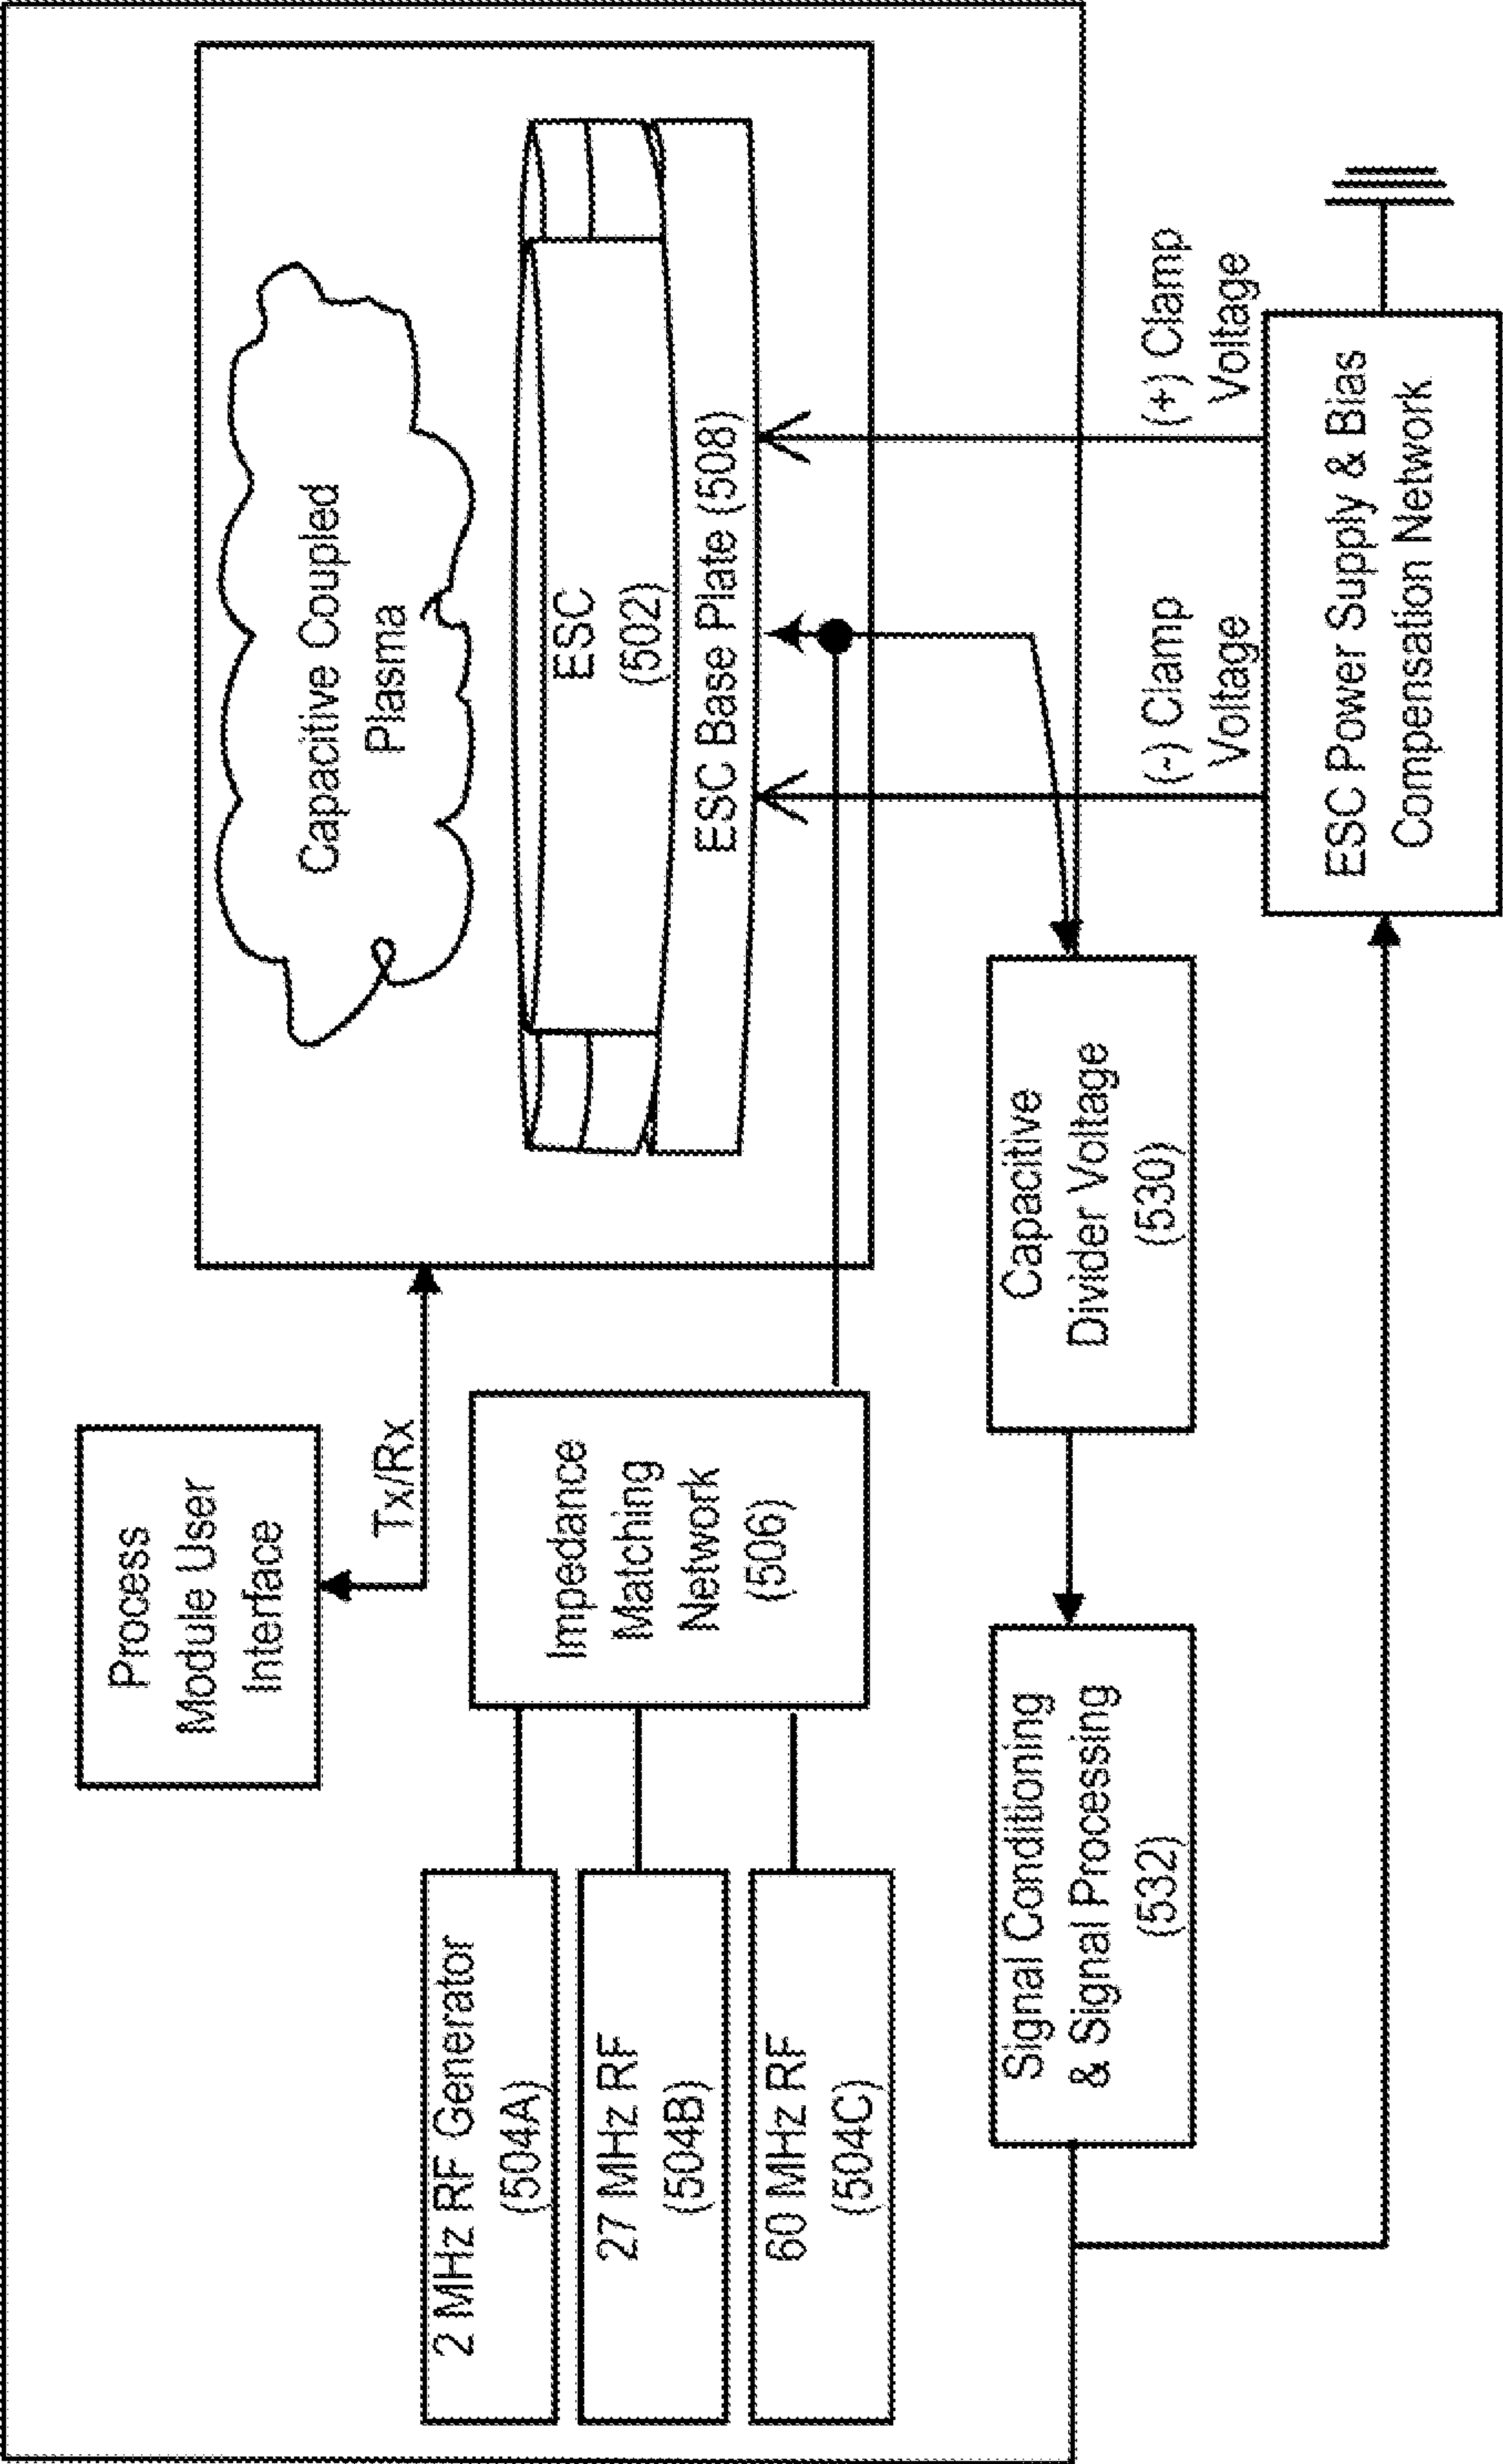 Process
Module User
Interface
Tx/Rx
Capacitive Coupled
Plasma
2 MHz RF Generator
(504A)
27 MHz RF
(504B)
60 MHz RF
(504C)
Impedance
Matching
Network
(506)
ESC
(502)
ESC Base Plate (508)
Signal Conditioning
& Signal Processing
(532)
Capacitive
Divider Voltage
(530)
(-) Clamp
Voltage
(+) Clamp
Voltage
ESC Power Supply & Bias
Compensation Network